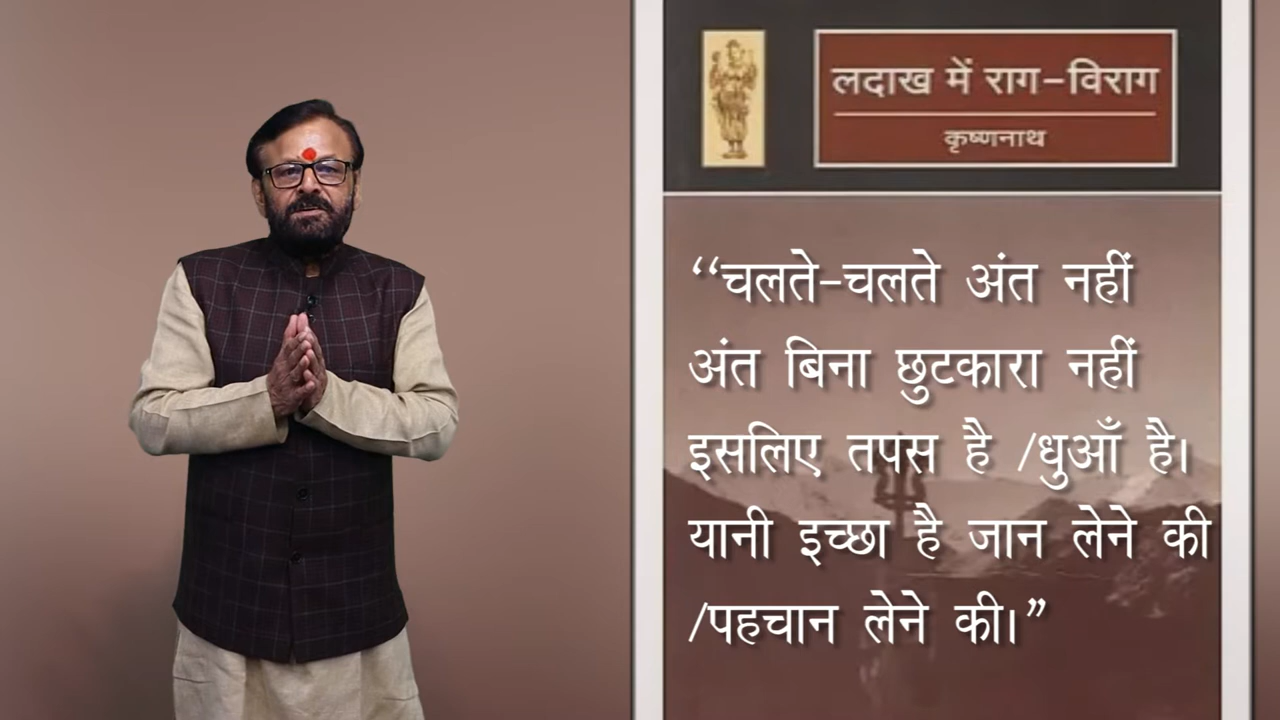 लदाख में राग-विराग
कृष्णनाथ
“चलते-चलते अंत नहीं
अंत बिना छुटकारा नहीं
इसलिए तपस है /धुआँ है।
यानी इच्छा है जान लेने की
/पहचान लेने की।”